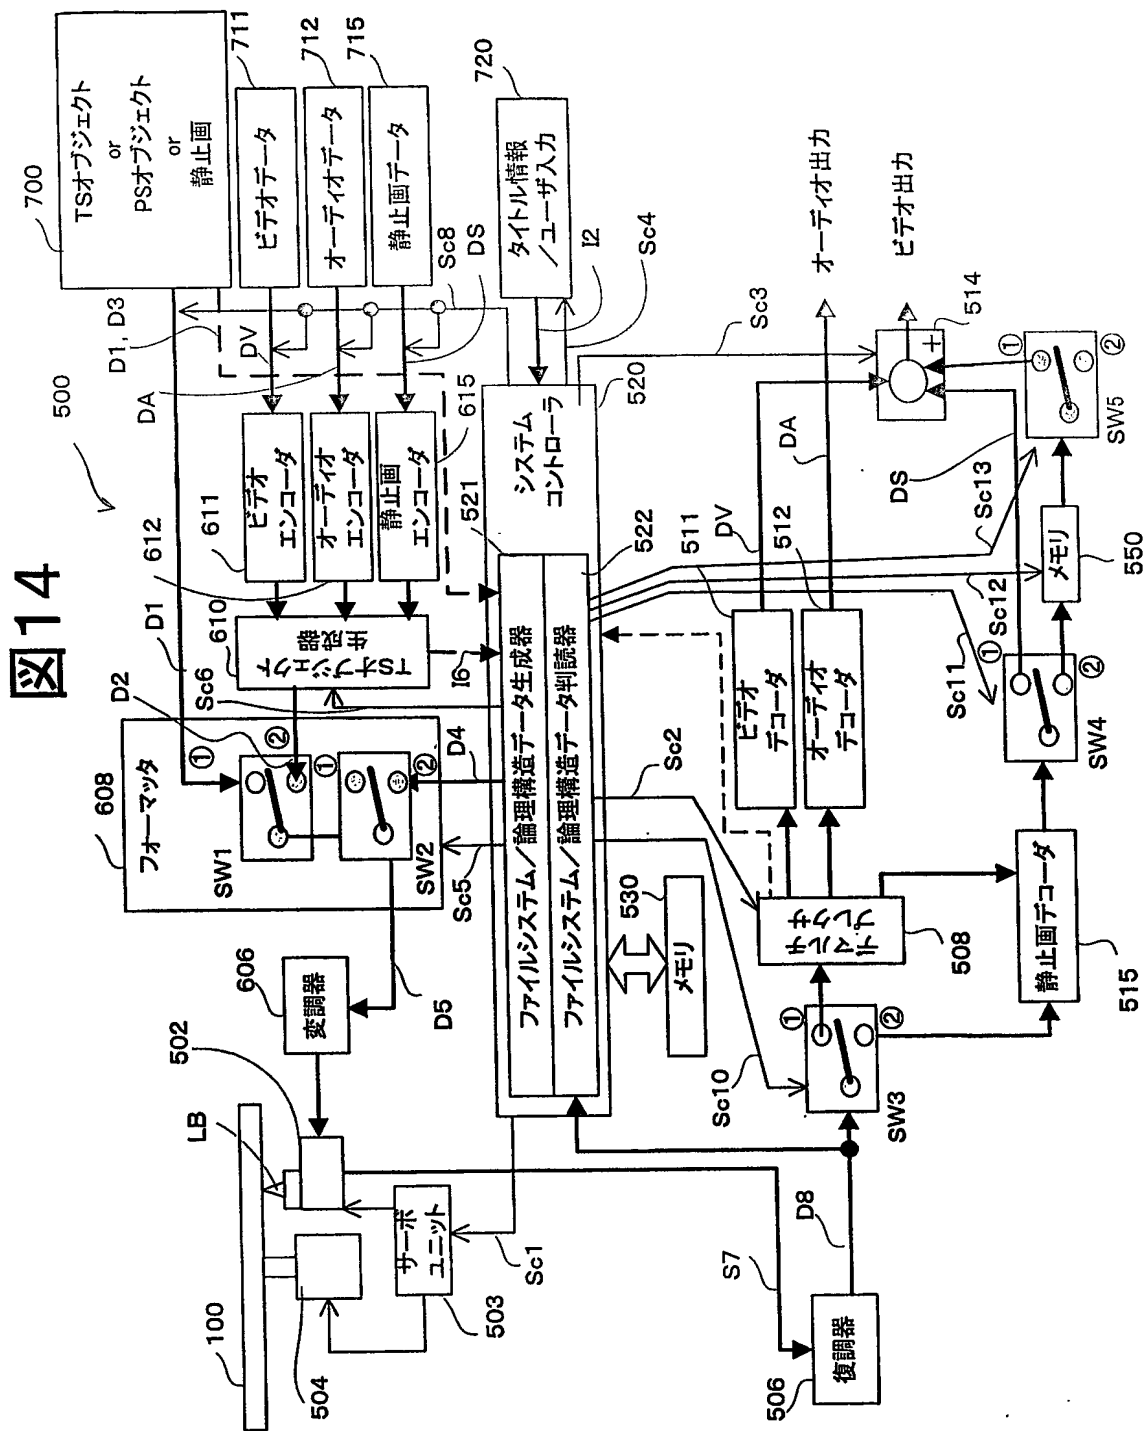 図14
500
700
TSオブジェクト
or
PSオブジェクト
or
静止画
711
ビデオデータ
712
オーディオデータ
715
静止画データ
720
タイトル情報
／ユーザ入力
D1, D3
DV
DA
Sc8
DS
I2
Sc4
D1
612
611
ビデオ
エンコーダ
オーディオ
エンコーダ
静止画
エンコーダ
615
610
TSオブジェクト
生成器
Sc6
I6
D2
608
フォーマッタ
①
②
SW1
①
②
SW2
D4
Sc5
D5
606
変調器
502
LB
100
504
サーボ
ユニット
503
Sc1
システム
コントローラ
520
521
ファイルシステム／論理構造データ生成器
ファイルシステム／論理構造データ判読器
522
530
メモリ
Sc2
Sc10
Sc3
オーディオ出力
ビデオ出力
514
+
DV
DA
DS
511
ビデオ
デコーダ
512
オーディオ
デコーダ
Sc13
Sc12
Sc11
デマルチ
プレクサ
508
①
②
SW3
静止画デコーダ
515
①
②
SW4
メモリ
550
①
②
SW5
S7
D8
復調器
506